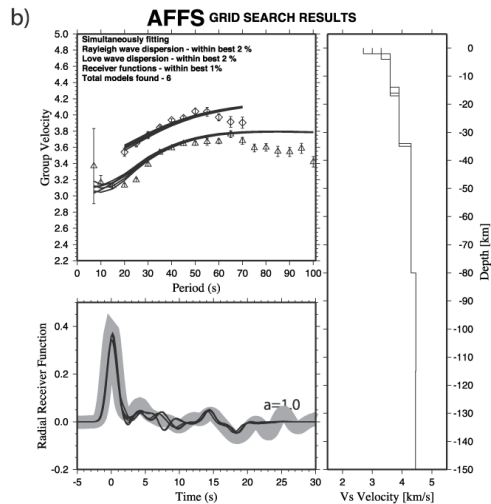 b)
AFFS GRID SEARCH RESULTS
Simultaneously fitting
Rayleigh wave dispersion - within best 2 %
Love wave dispersion - within best 2 %
Receiver functions - within best 1%
Total models found - 6
Group Velocity
5.0
4.8
4.6
4.4
4.2
4.0
3.8
3.6
3.4
3.2
3.0
2.8
2.6
2.4
2.2
0 10 20 30 40 50 60 70 80 90 100
Period (s)
Radial Receiver Function
0.4
0.2
0.0
-0.2
a=1.0
-5 0 5 10 15 20 25 30
Time (s)
0
-10
-20
-30
-40
-50
-60
-70
-80
-90
-100
-110
-120
-130
-140
-150
Depth [km]
2 3 4 5
Vs Velocity [km/s]